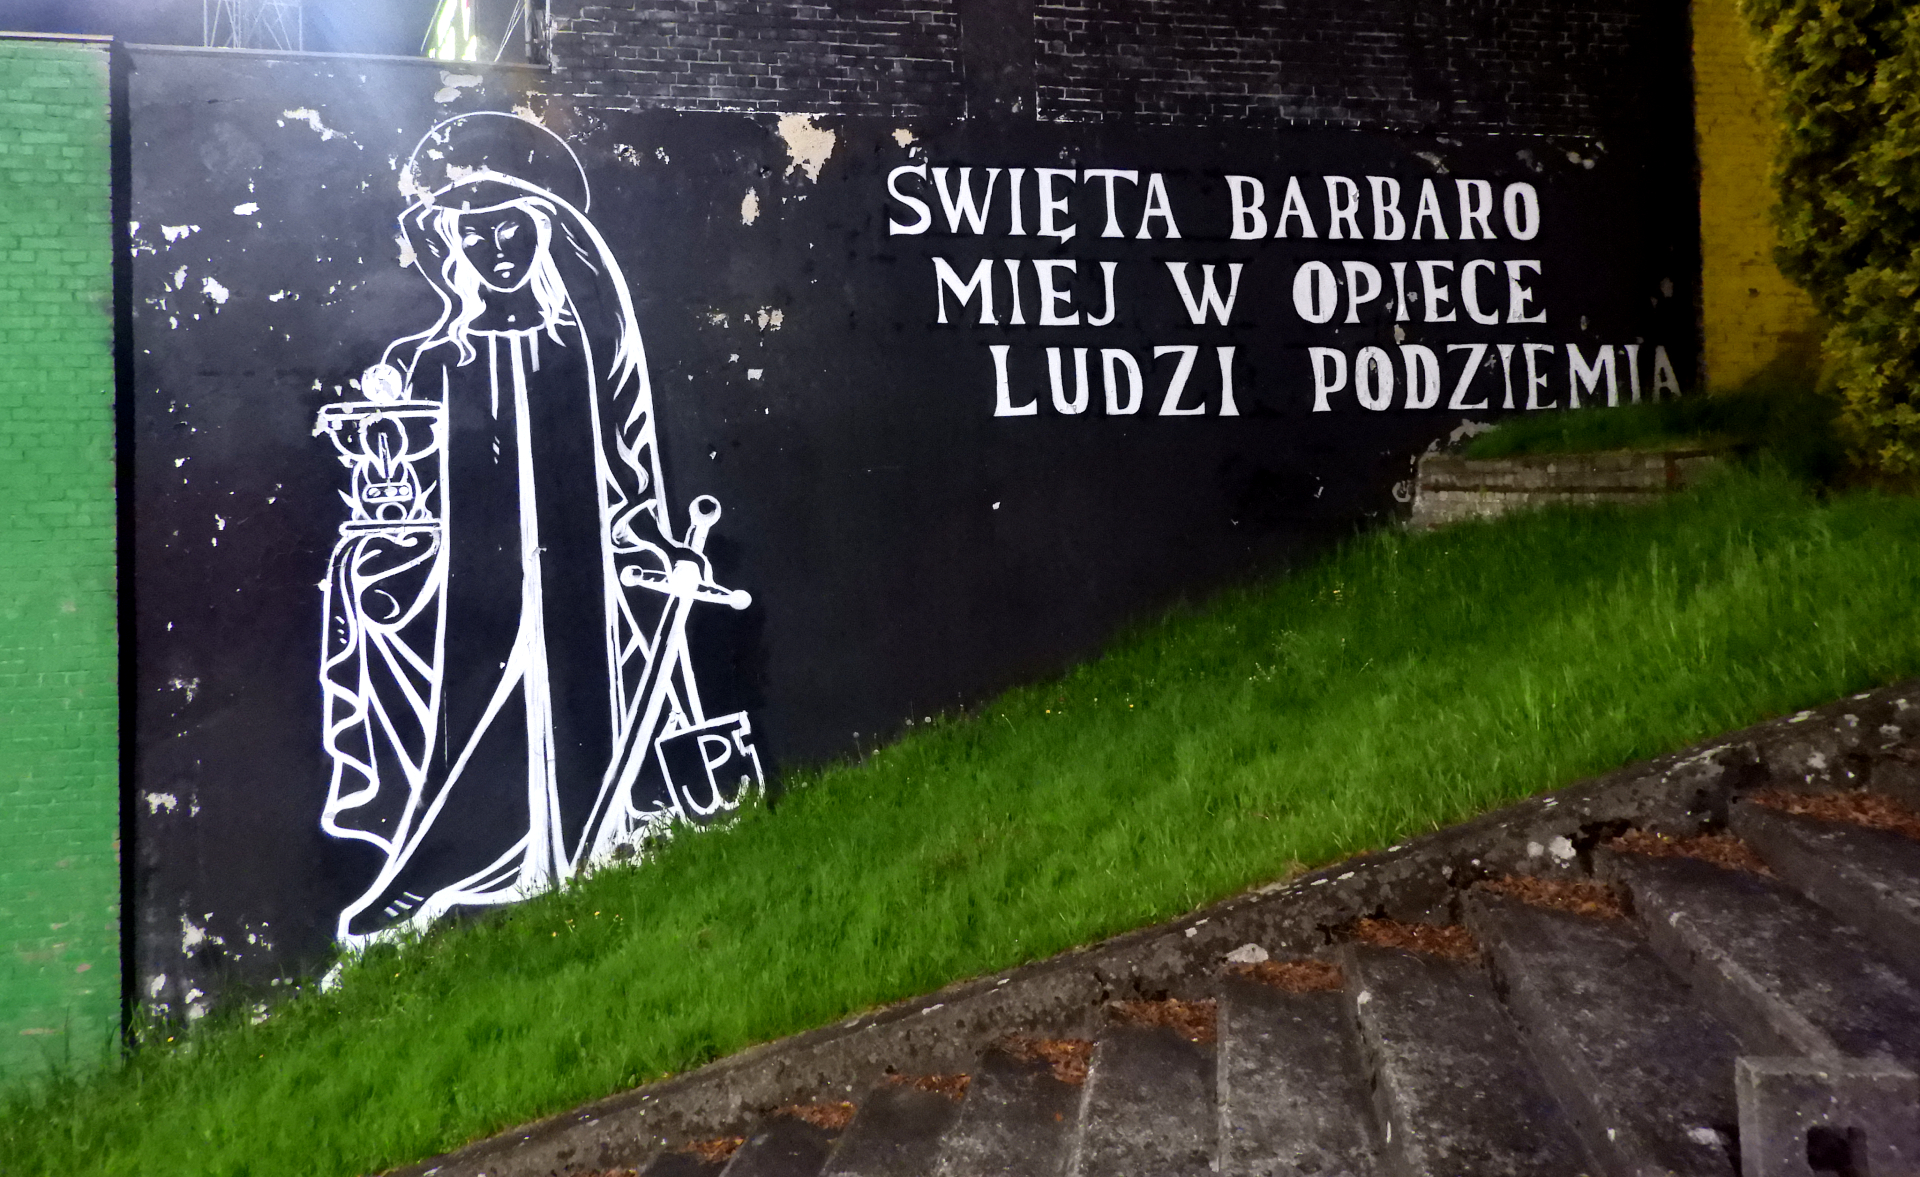 ŚWIĘTA BARBARO
MIEJ W OPIECE
LUDZI PODZIEMIA
P